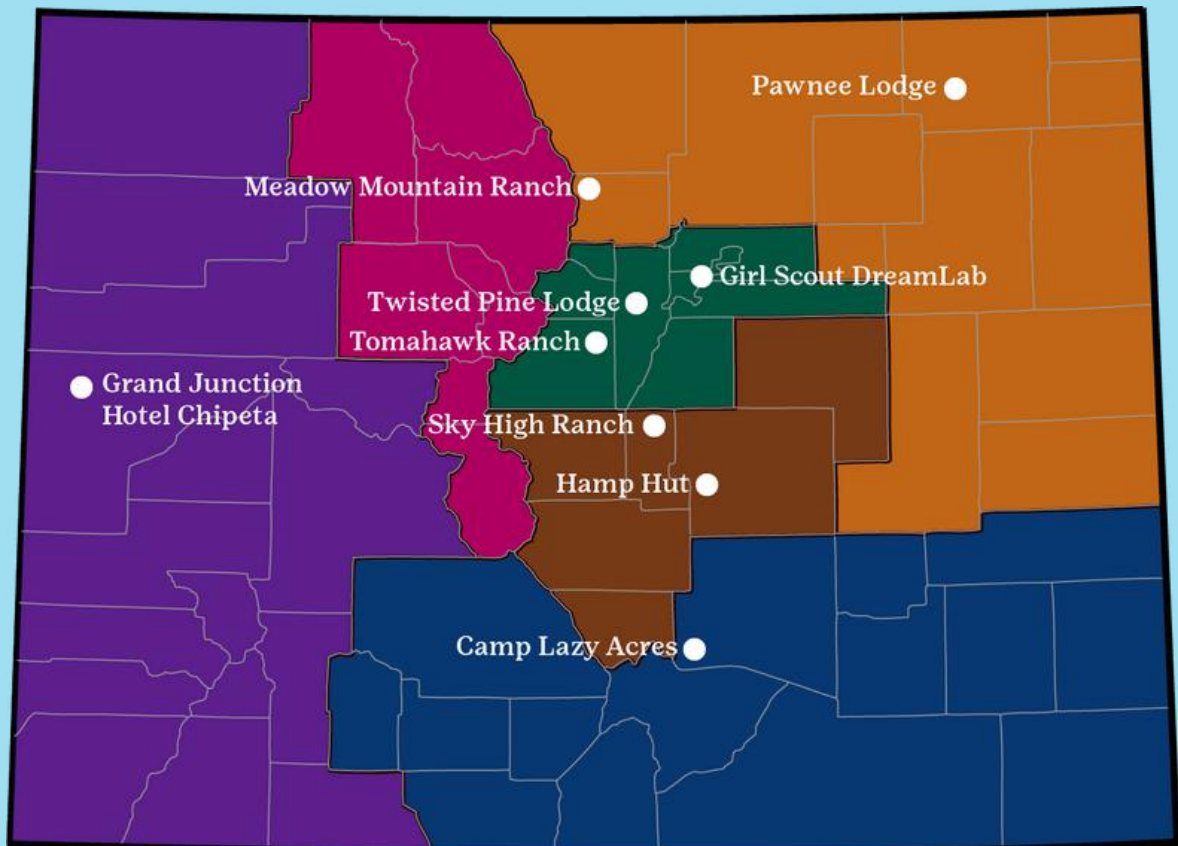 Pawnee Lodge
Meadow Mountain Ranch
Girl Scout DreamLab
Twisted Pine Lodge
Tomahawk Ranch
Grand Junction
Hotel Chipeta
Sky High Ranch
Hamp Hut
Camp Lazy Acres